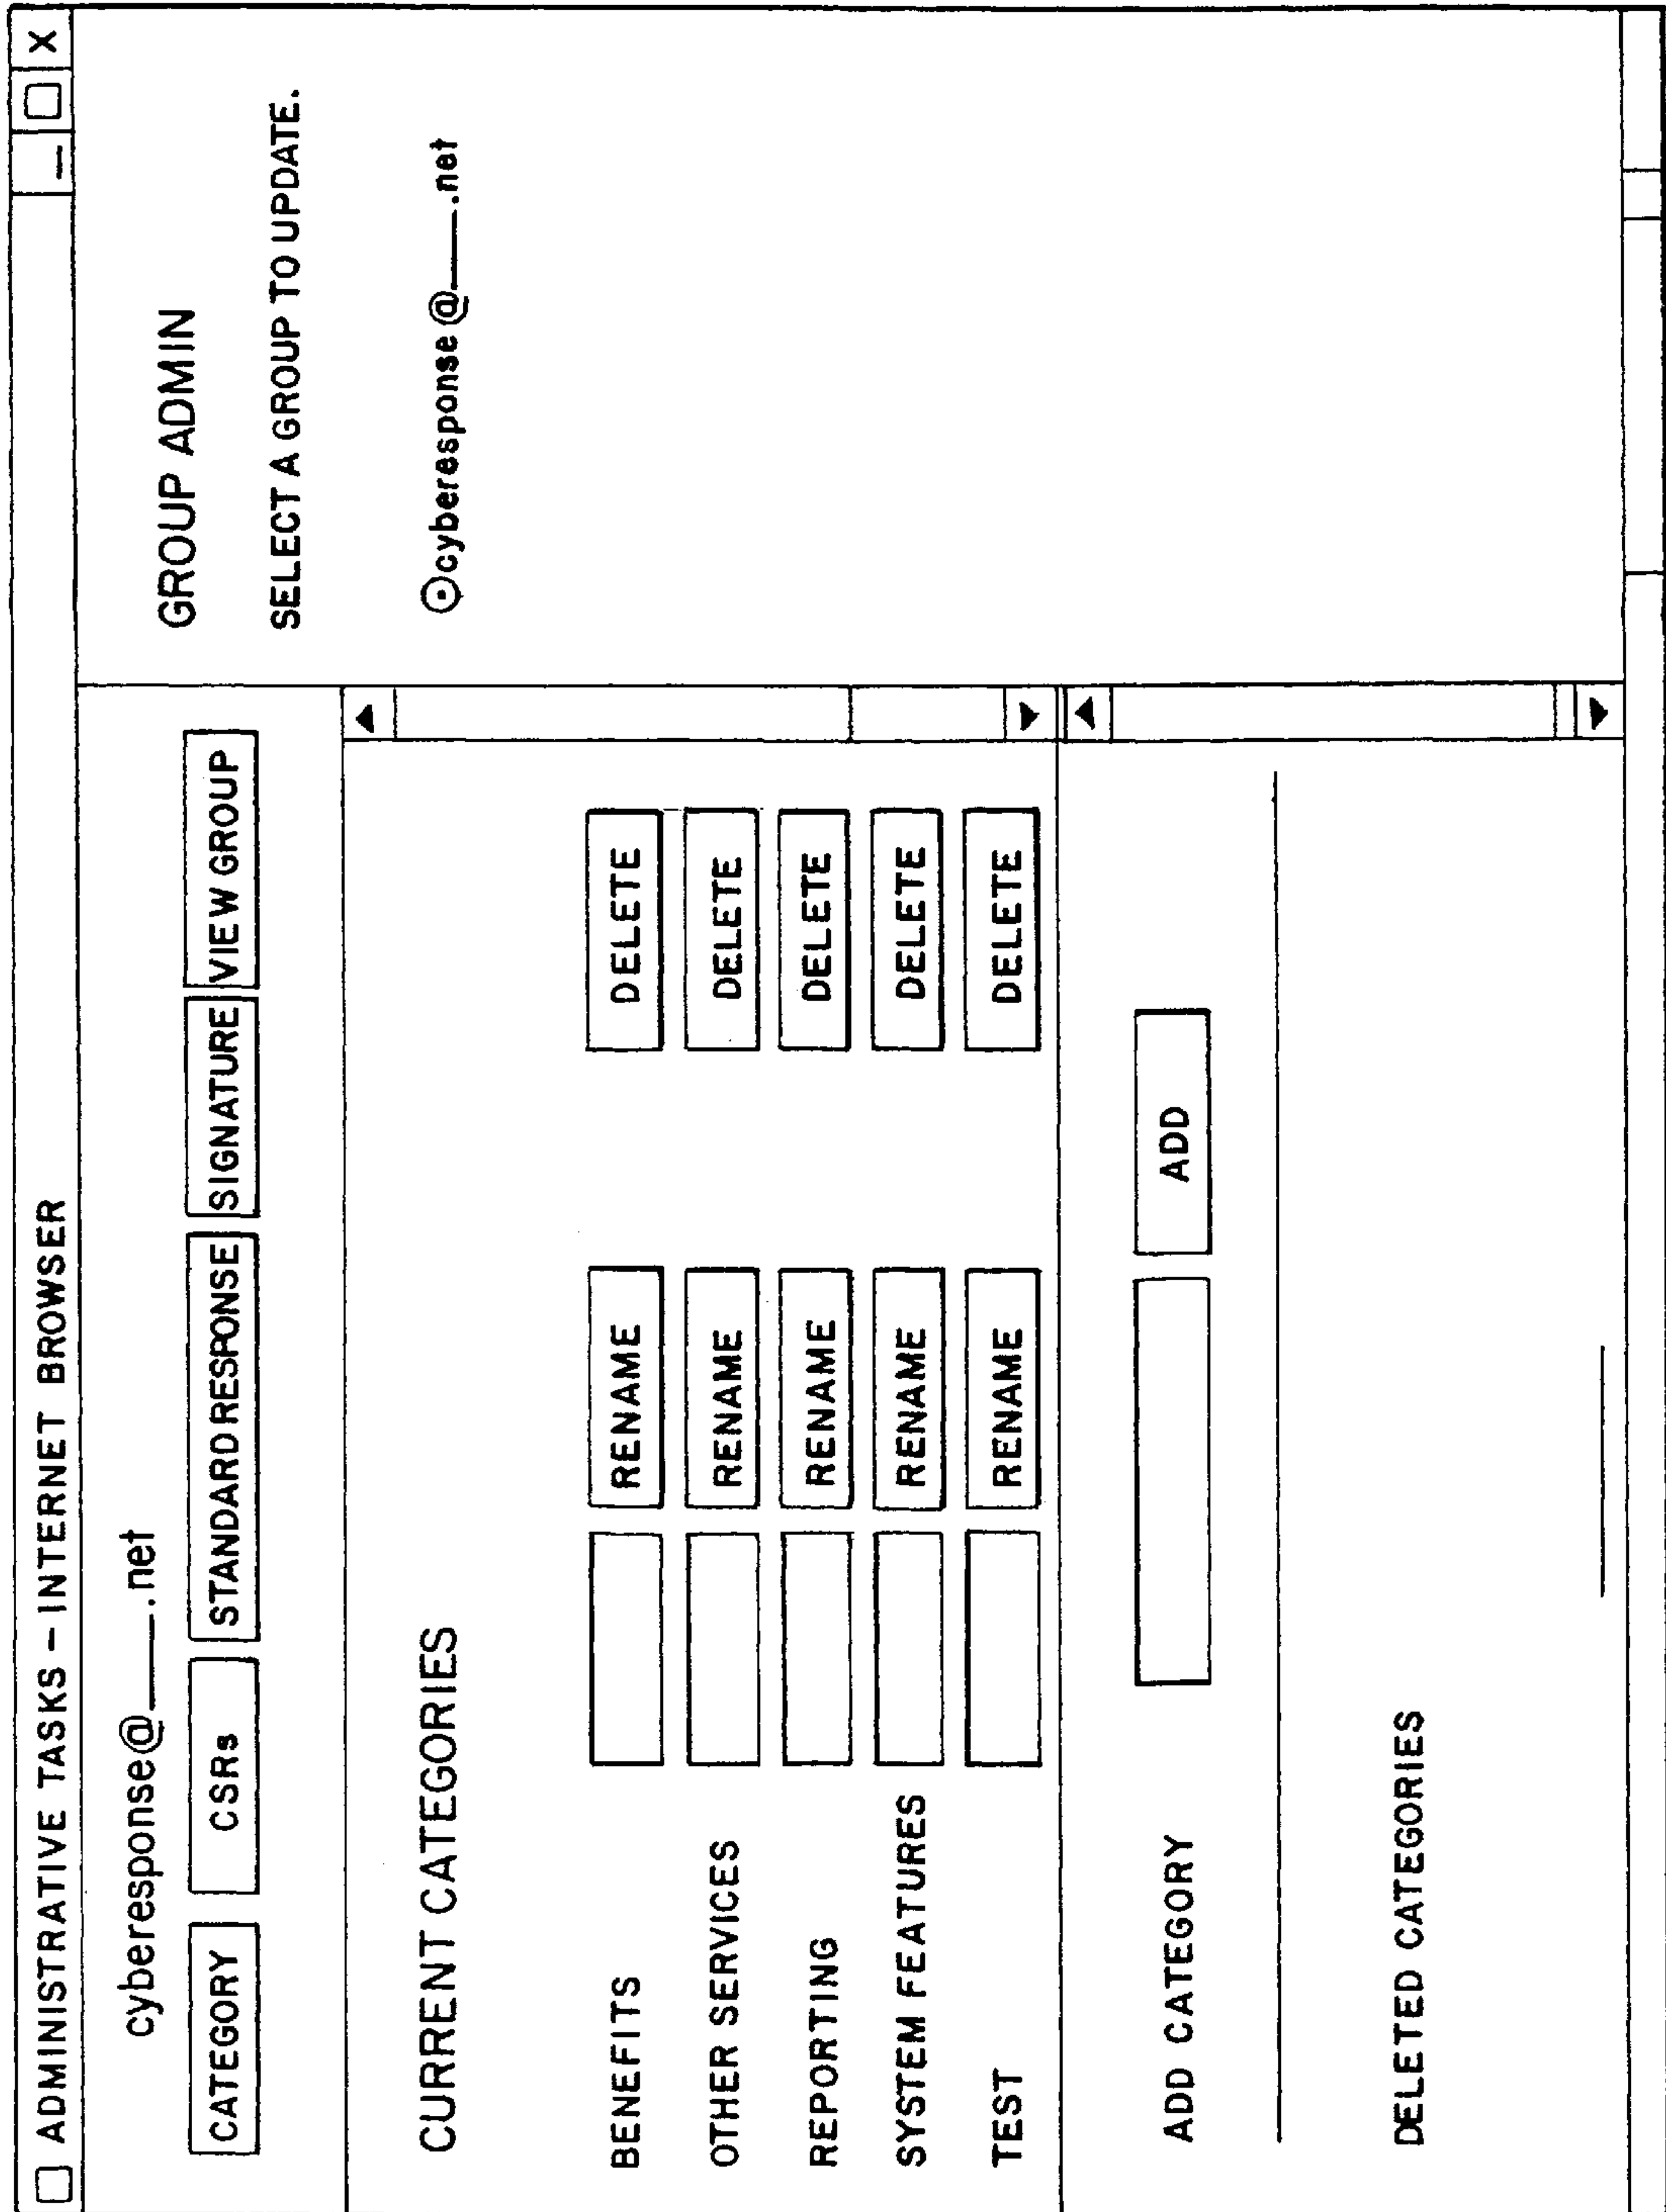 ADMINISTRATIVE TASKS – INTERNET BROWSER
cyberesponse@___.net
CATEGORY CSRs STANDARD RESPONSE SIGNATURE VIEW GROUP
CURRENT CATEGORIES
BENEFITS RENAME DELETE
OTHER SERVICES RENAME DELETE
REPORTING RENAME DELETE
SYSTEM FEATURES RENAME DELETE
TEST RENAME DELETE
ADD CATEGORY ADD
DELETED CATEGORIES
GROUP ADMIN
SELECT A GROUP TO UPDATE.
cyberesponse@___.net